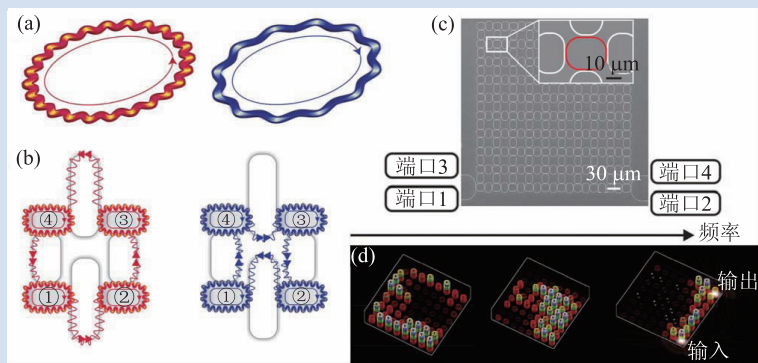 (a)
(c)
10 μm
端口3
端口4
30 μm
端口1
端口2
(b)
④ ③
① ②
④ ③
① ②
频率
(d)
输出
输入